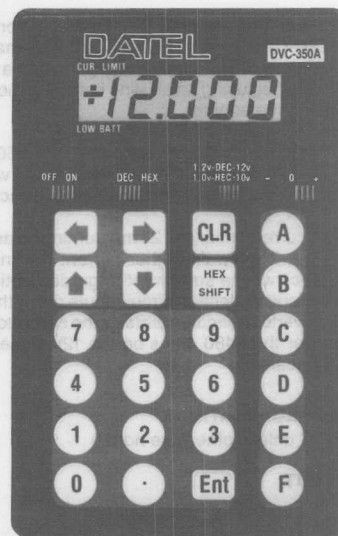 DATEL
DVC-350A
CUR. LIMIT
+12.000
LOW BATT
1.2v-DEC-12v
OFF ON DEC HEX 1.0v-HEC-10v - 0 +
CLR A
HEX
SHIFT B
7 8 9 C
4 5 6 D
1 2 3 E
0 . Ent F